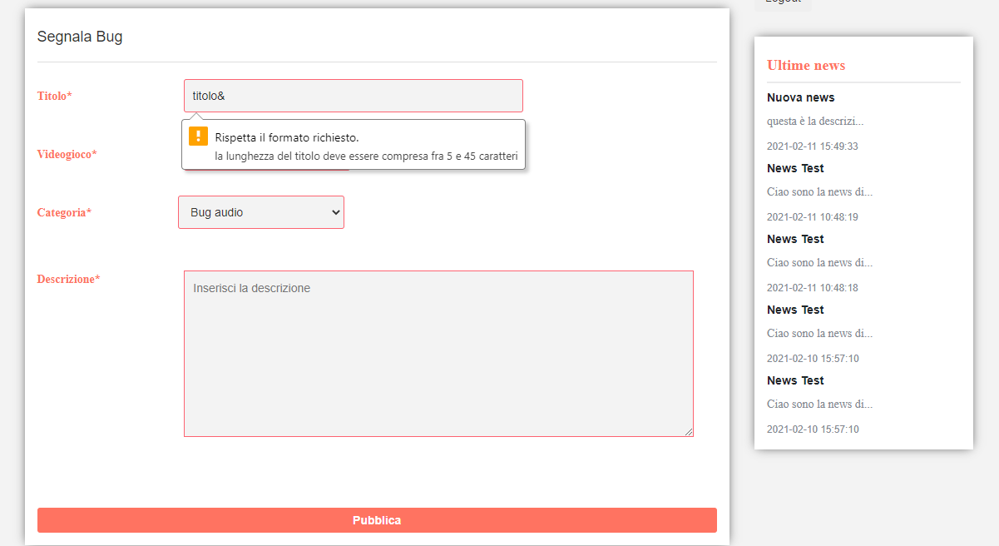 Segnala Bug
Titolo*
titolo&
Rispetta il formato richiesto.
la lunghezza del titolo deve essere compresa fra 5 e 45 caratteri
Videogioco*
Categoria*
Bug audio
Descrizione*
Inserisci la descrizione
Pubblica
Logout
Ultime news
Nuova news
questa è la descrizi...
2021-02-11 15:49:33
News Test
Ciao sono la news di...
2021-02-11 10:48:19
News Test
Ciao sono la news di...
2021-02-11 10:48:18
News Test
Ciao sono la news di...
2021-02-10 15:57:10
News Test
Ciao sono la news di...
2021-02-10 15:57:10